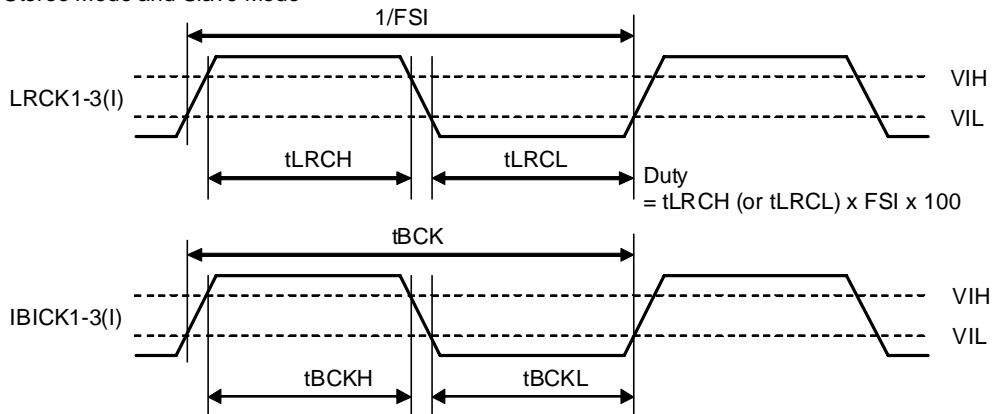 Stereo Mode and Slave Mode
1/FSI
LRCK1-3(I)
VIH
VIL
tLRCH
tLRCL
Duty
= tLRCH (or tLRCL) x FSI x 100
tBCK
IBICK1-3(I)
VIH
VIL
tBCKH
tBCKL